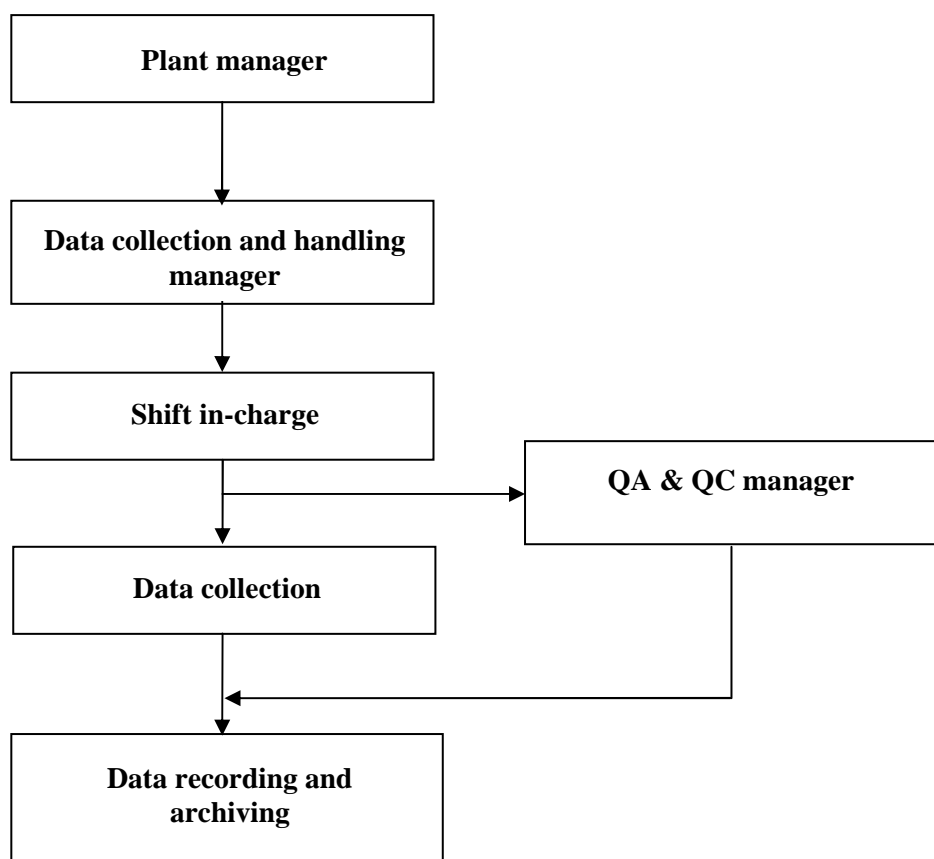 Plant manager
Data collection and handling
manager
Shift in-charge
QA & QC manager
Data collection
Data recording and
archiving